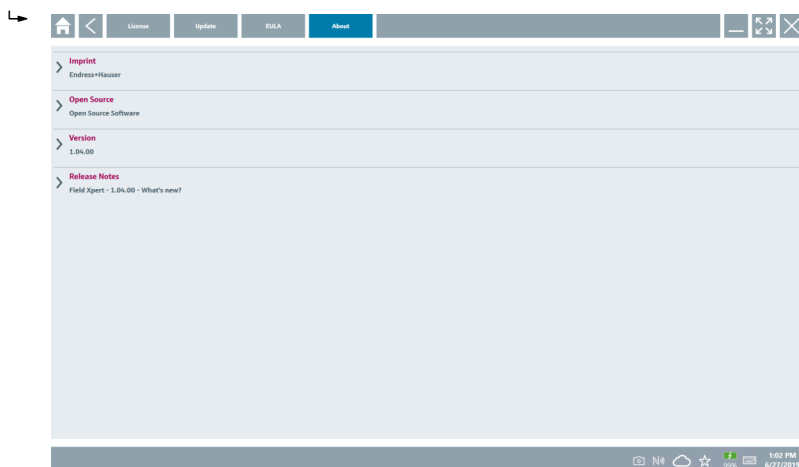 License Update EULA About
Imprint
Endress+Hauser
Open Source
Open Source Software
Version
1.04.00
Release Notes
Field Xpert - 1.04.00 - What's new?
99%
1:02 PM
6/27/2019